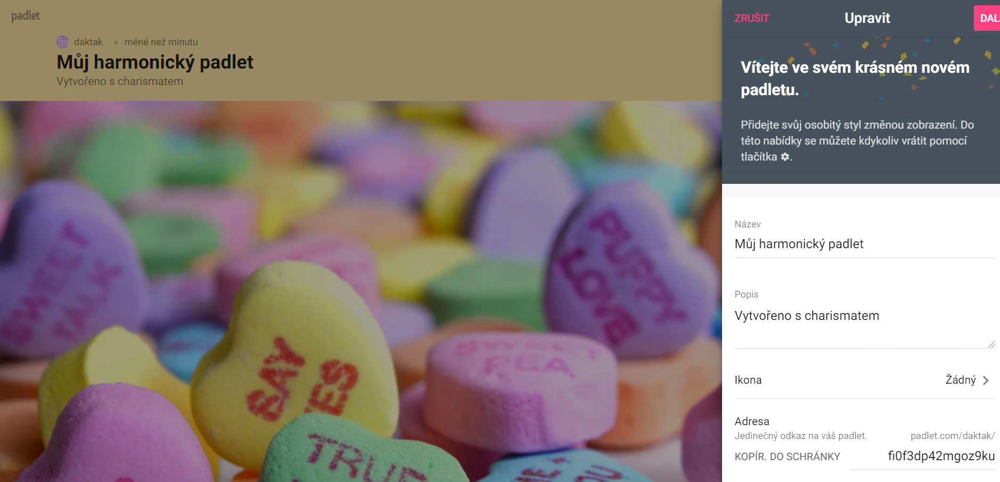 padlet
daktak • méně než minutu
Můj harmonický padlet
Vytvořeno s charismatem
SWEET
TALK
PUPPY
LOVE
SAY
YES
SWEET
PEA
TRUE
ZRUŠIT
Upravit
Vítejte ve svém krásném novém
padletu.
Přidejte svůj osobitý styl změnou zobrazení. Do
této nabídky se můžete kdykoliv vrátit pomocí
tlačítka .
Název
Můj harmonický padlet
Popis
Vytvořeno s charismatem
Ikona
Žádný
Adresa
Jedinečný odkaz na váš padlet.
padlet.com/daktak/
KOPÍR. DO SCHRÁNKY
fi0f3dp42mgoz9ku